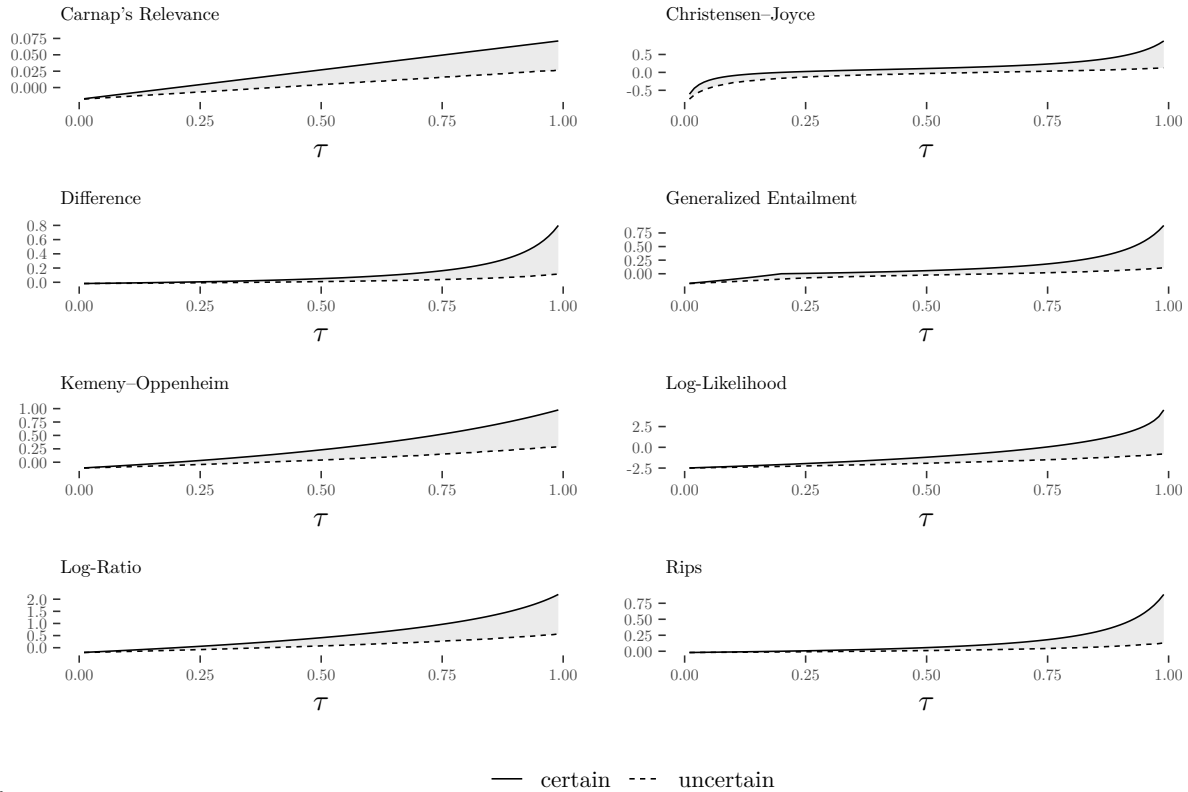 Carnap's Relevance
0.075
0.050
0.025
0.000
0.00 0.25 0.50 0.75 1.00
τ
Christensen–Joyce
0.5
0.0
-0.5
0.00 0.25 0.50 0.75 1.00
τ
Difference
0.8
0.6
0.4
0.2
0.0
0.00 0.25 0.50 0.75 1.00
τ
Generalized Entailment
0.75
0.50
0.25
0.00
0.00 0.25 0.50 0.75 1.00
τ
Kemeny–Oppenheim
1.00
0.75
0.50
0.25
0.00
0.00 0.25 0.50 0.75 1.00
τ
Log-Likelihood
2.5
0.0
-2.5
0.00 0.25 0.50 0.75 1.00
τ
Log-Ratio
2.0
1.5
1.0
0.5
0.0
0.00 0.25 0.50 0.75 1.00
τ
Rips
0.75
0.50
0.25
0.00
0.00 0.25 0.50 0.75 1.00
τ
certain uncertain